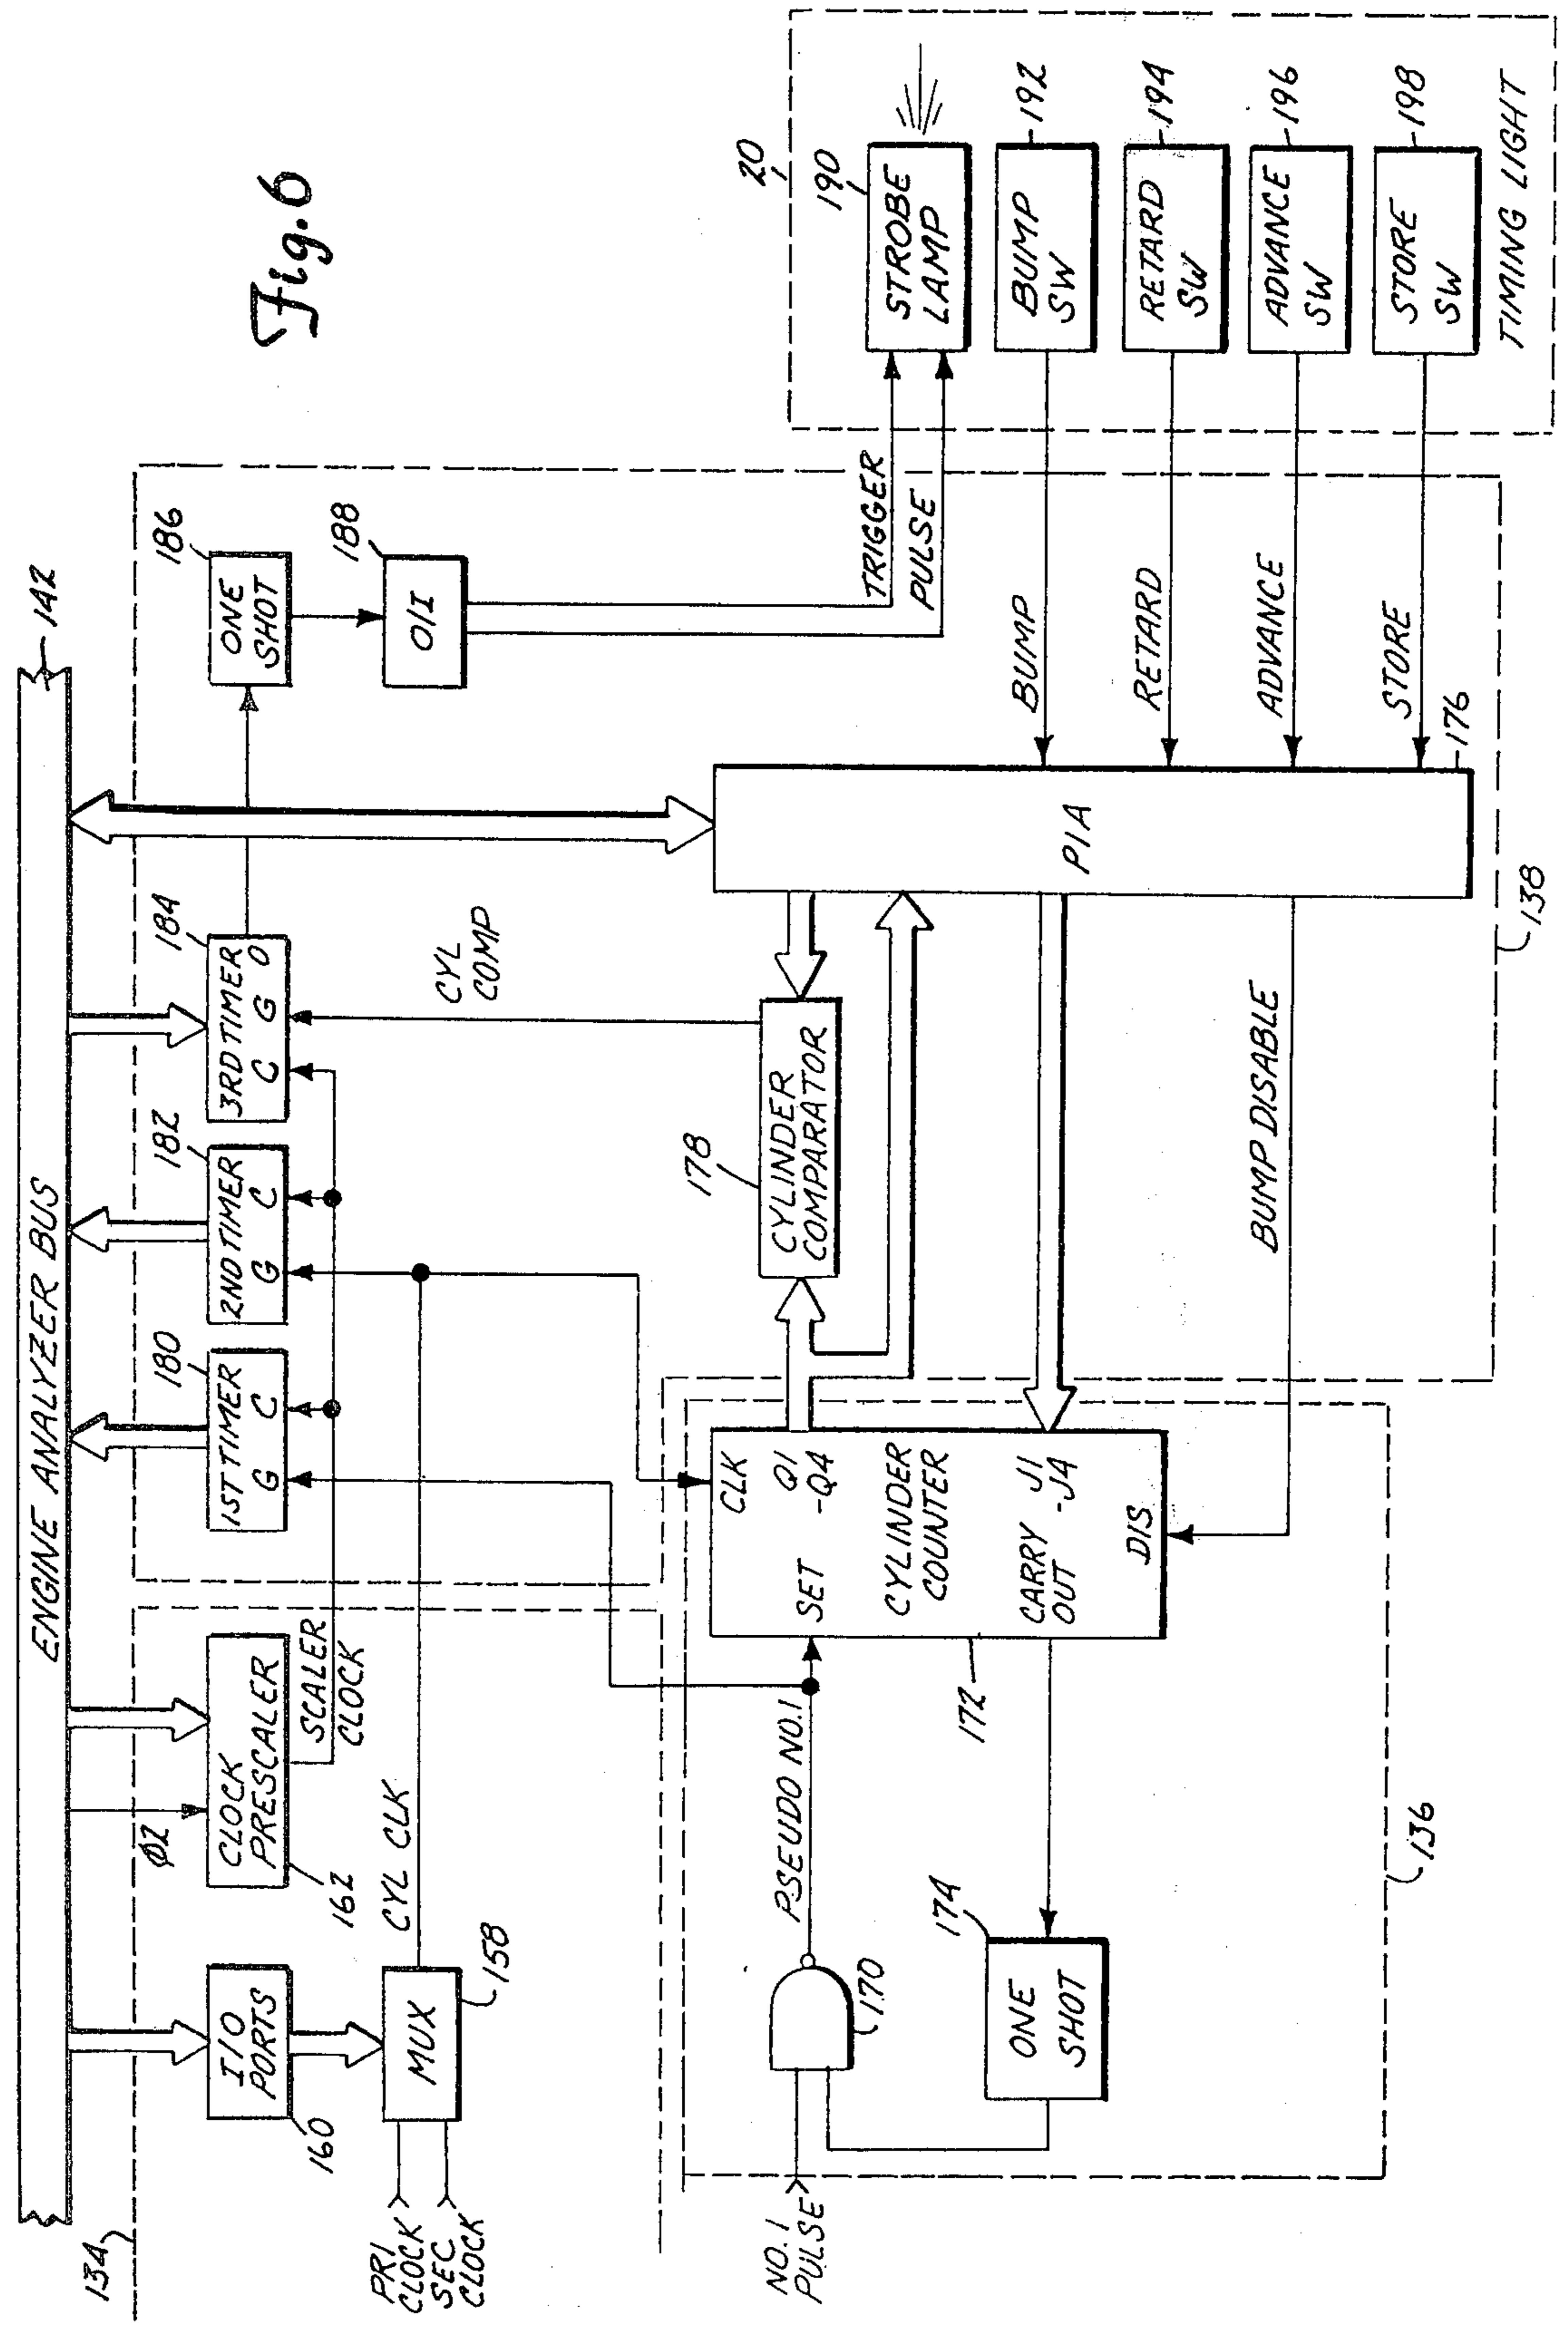 Fig. 6
ENGINE ANALYZER BUS
142
134
I/O
PORTS
160
PRI
CLOCK
SEC
CLOCK
MUX
158
CYL CLK
Ø2
CLOCK
PRESCALER
162
SCALER
CLOCK
1ST TIMER
G C
180
2ND TIMER
G C
182
3RD TIMER
C G O
184
ONE
SHOT
186
O/I
188
CYL
COMP
TRIGGER
PULSE
NO.1
PULSE
170
PSEUDO NO.1
ONE
SHOT
174
CLK
SET
Q1
-Q4
CYLINDER
COUNTER
CARRY
OUT
J1
-J4
DIS
172
136
CYLINDER
COMPARATOR
178
BUMP DISABLE
PIA
176
138
BUMP
RETARD
ADVANCE
STORE
20
STROBE
LAMP
190
BUMP
SW
192
RETARD
SW
194
ADVANCE
SW
196
STORE
SW
198
TIMING LIGHT